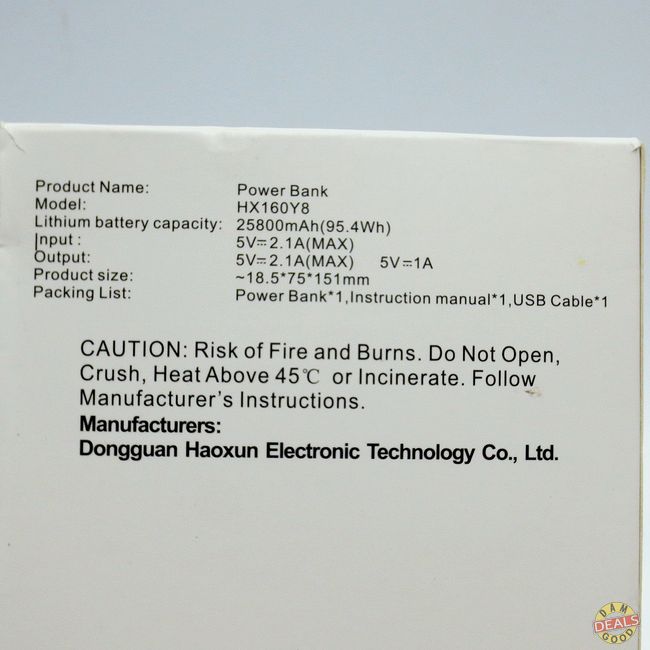 Product Name: Power Bank
Model: HX160Y8
Lithium battery capacity: 25800mAh(95.4Wh)
Input : 5V⎓2.1A(MAX)
Output: 5V⎓2.1A(MAX) 5V⎓1A
Product size: ~18.5*75*151mm
Packing List: Power Bank*1,Instruction manual*1,USB Cable*1
CAUTION: Risk of Fire and Burns. Do Not Open,
Crush, Heat Above 45℃ or Incinerate. Follow
Manufacturer's Instructions.
Manufacturers:
Dongguan Haoxun Electronic Technology Co., Ltd.
DAM
DEALS
GOOD